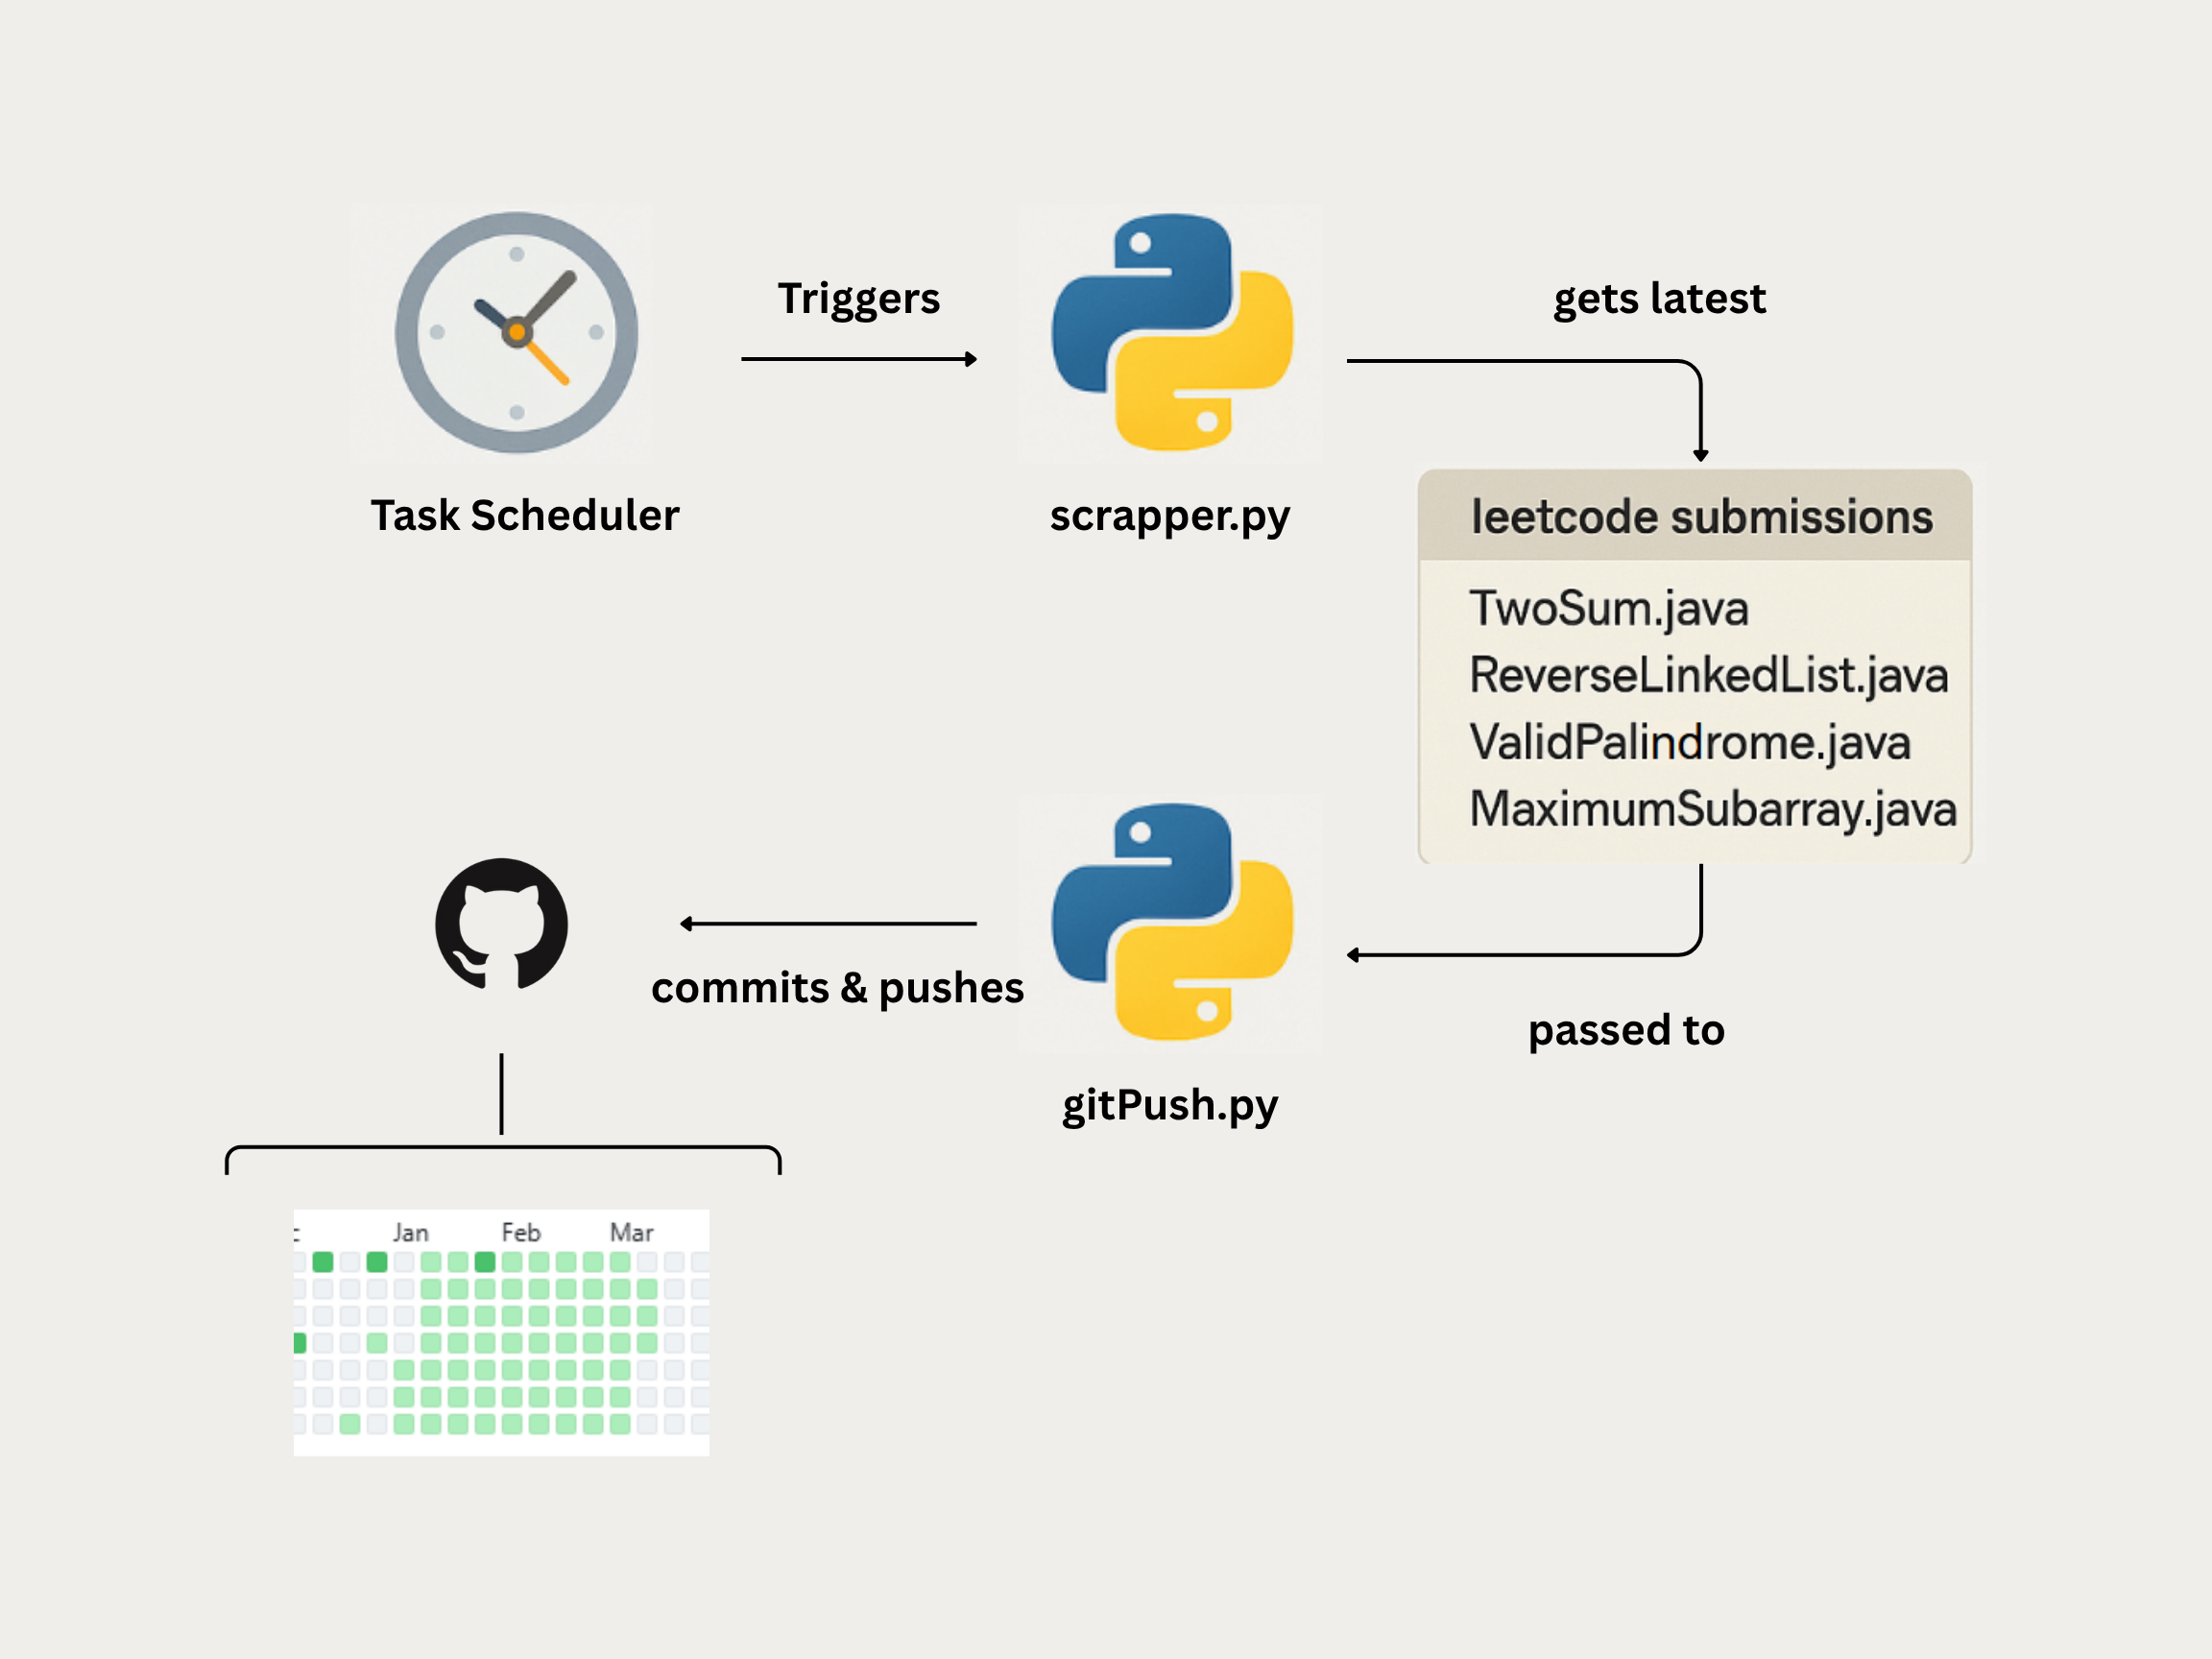 Triggers
gets latest
Task Scheduler
scrapper.py
leetcode submissions
TwoSum.java
ReverseLinkedList.java
ValidPalindrome.java
MaximumSubarray.java
commits & pushes
passed to
gitPush.py
Jan Feb Mar